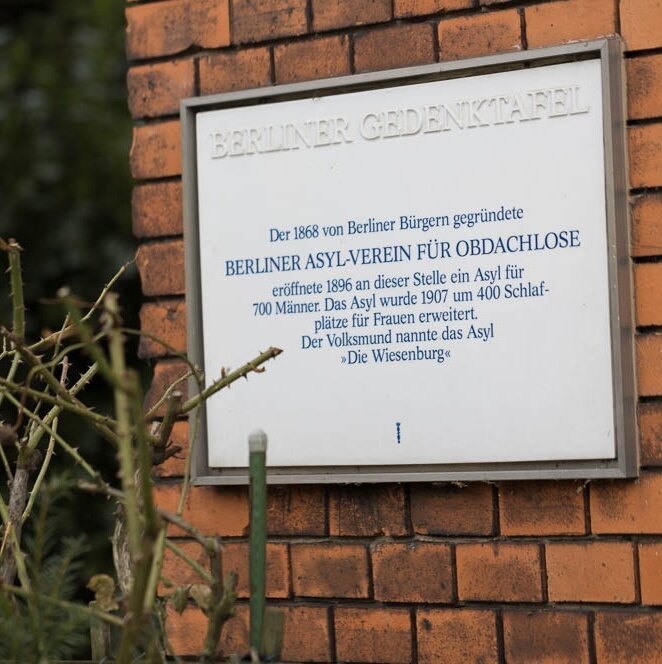 BERLINER GEDENKTAFEL
Der 1868 von Berliner Bürgern gegründete
BERLINER ASYL-VEREIN FÜR OBDACHLOSE
eröffnete 1896 an dieser Stelle ein Asyl für
700 Männer. Das Asyl wurde 1907 um 400 Schlaf-
plätze für Frauen erweitert.
Der Volksmund nannte das Asyl
»Die Wiesenburg«